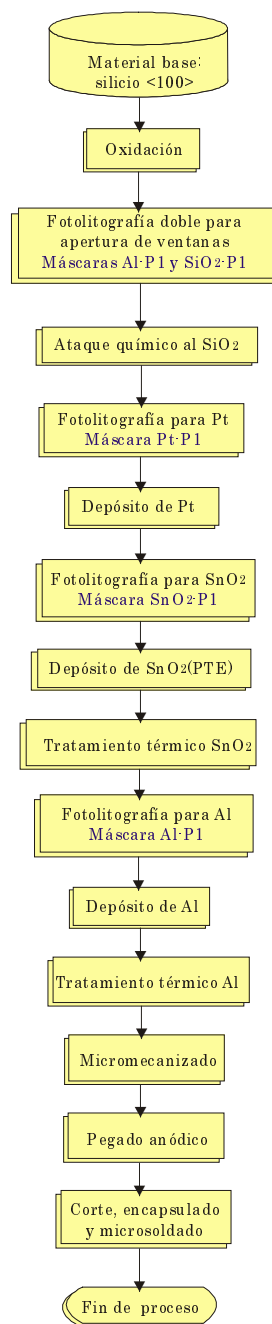 Material base:
silicio <100>
Oxidación
Fotolitografía doble para
apertura de ventanas
Máscaras Al-P1 y SiO2-P1
Ataque químico al SiO2
Fotolitografía para Pt
Máscara Pt-P1
Depósito de Pt
Fotolitografía para SnO2
Máscara SnO2-P1
Depósito de SnO2(PTE)
Tratamiento térmico SnO2
Fotolitografía para Al
Máscara Al-P1
Depósito de Al
Tratamiento térmico Al
Micromecanizado
Pegado anódico
Corte, encapsulado
y microsoldado
Fin de proceso